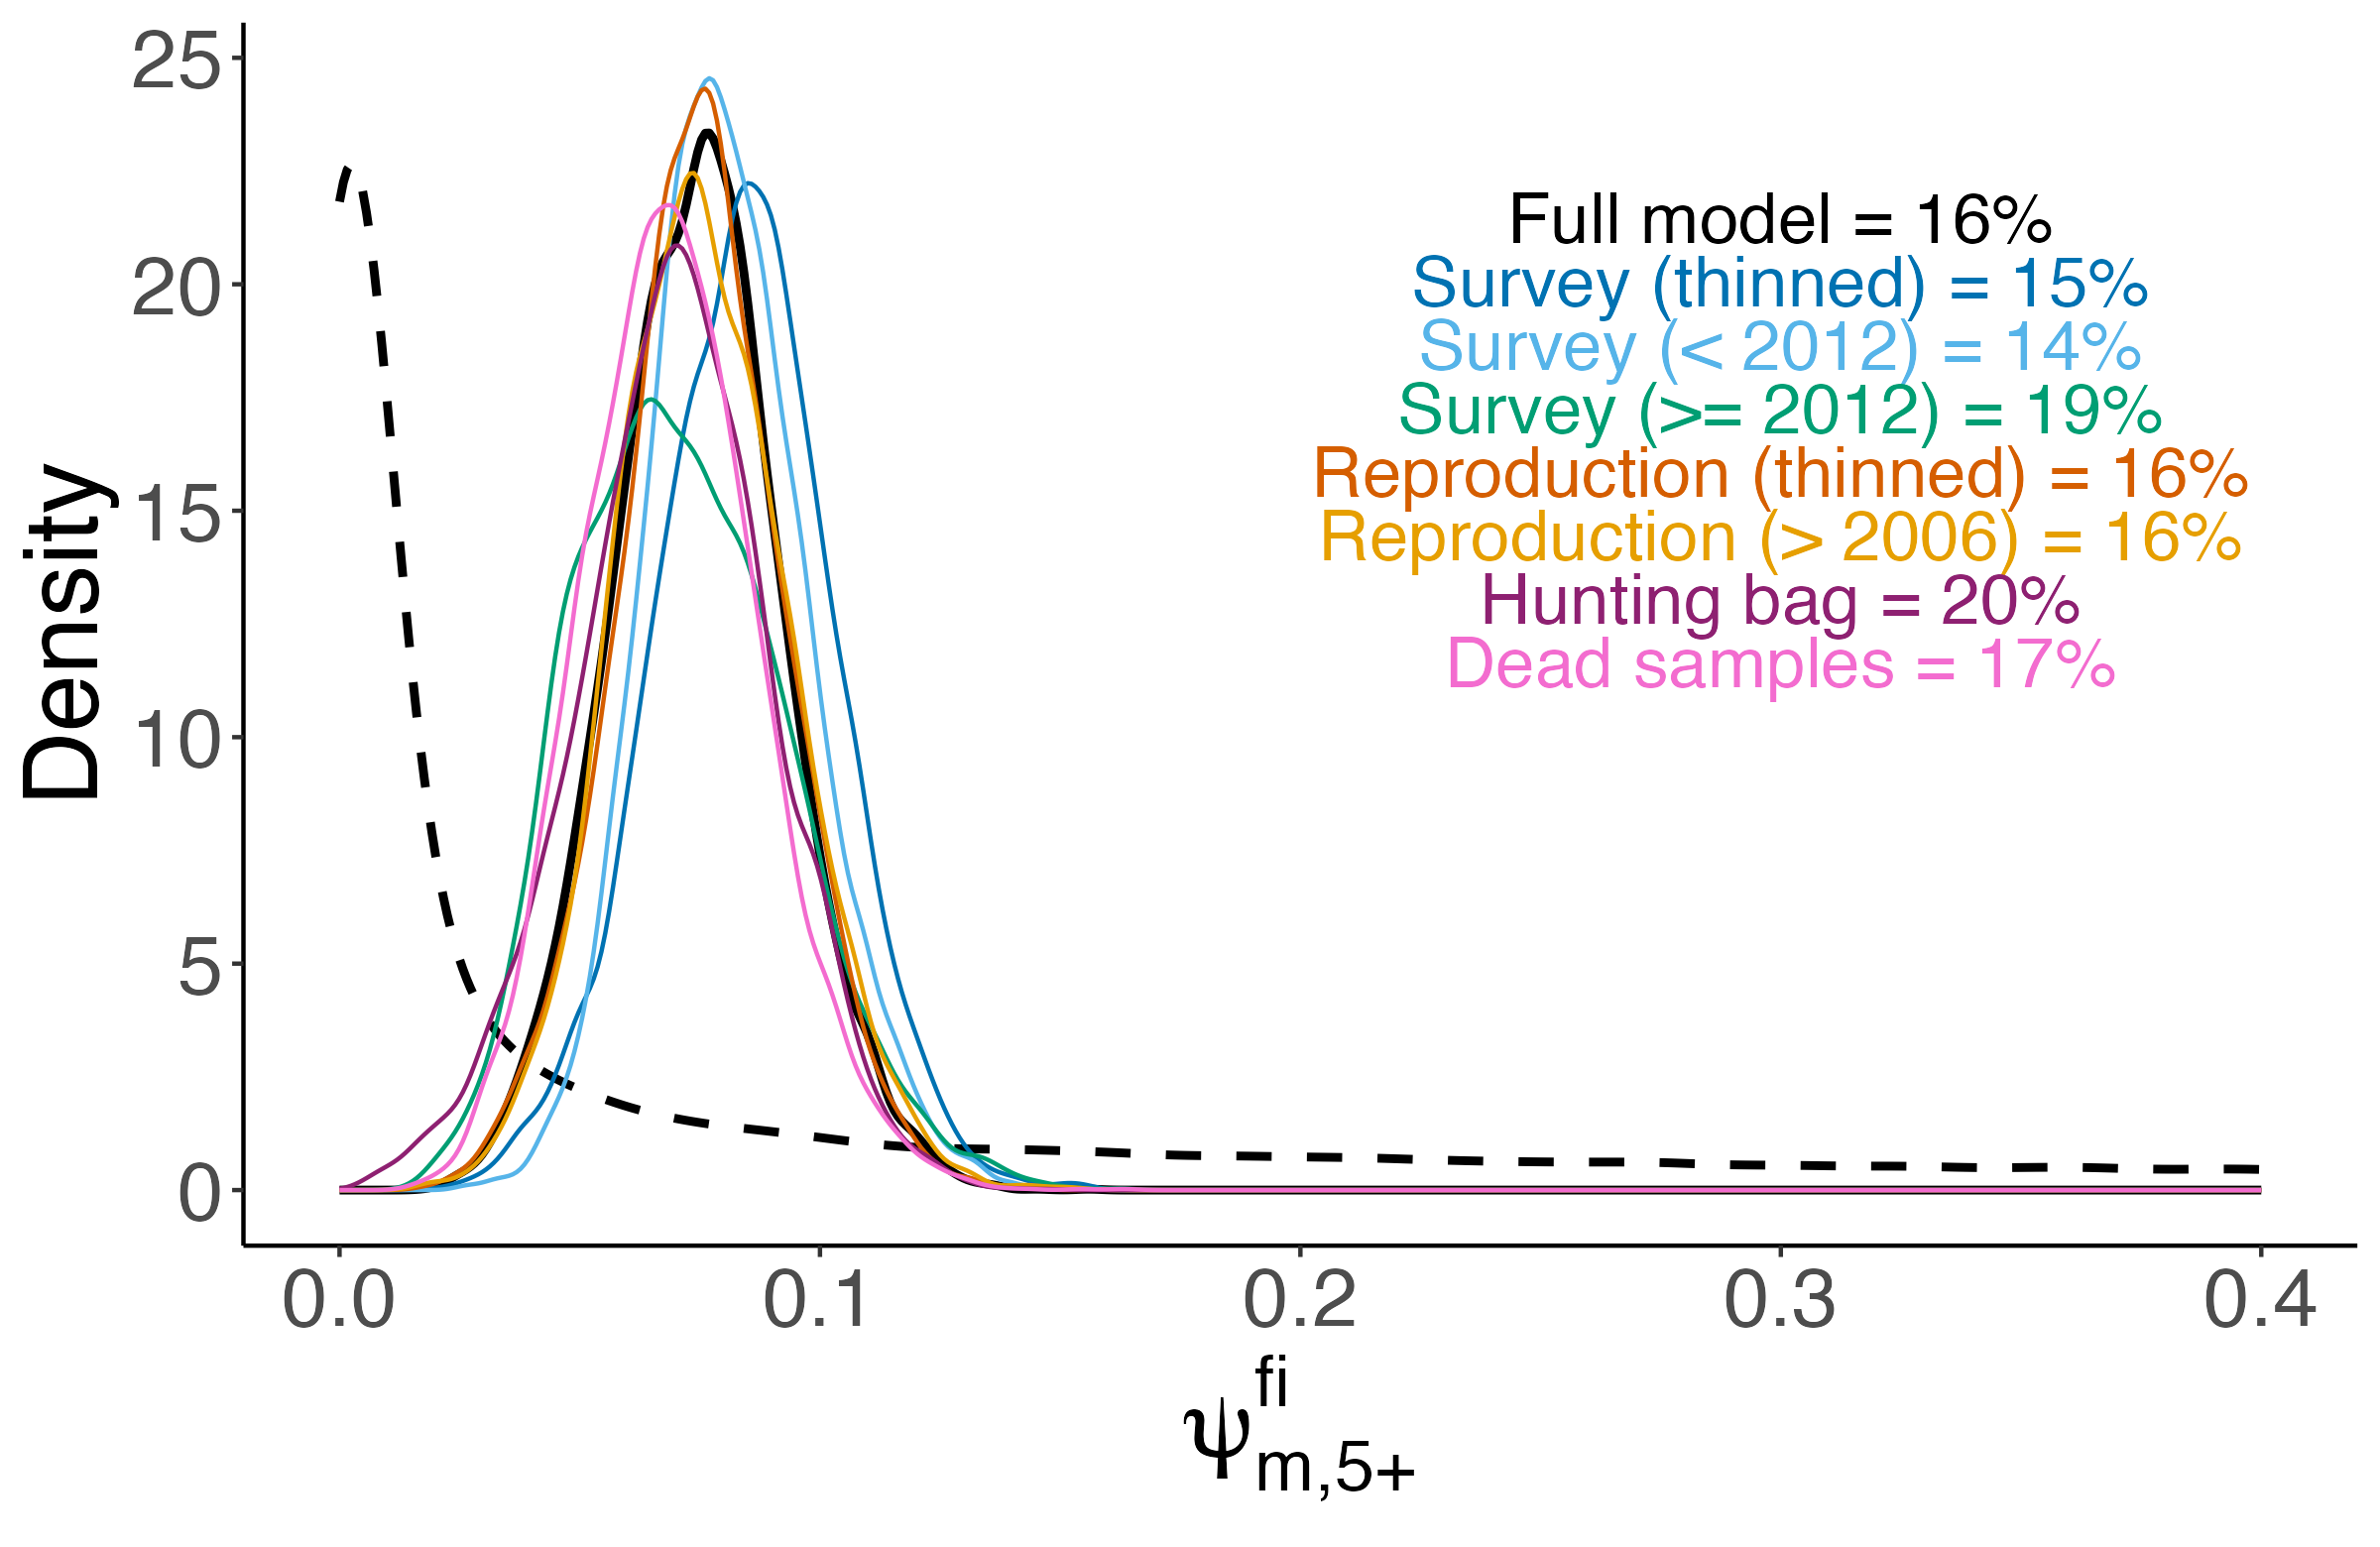 25
20
15
10
5
0
Density
Full model = 16%
Survey (thinned) = 15%
Survey (< 2012) = 14%
Survey (>= 2012) = 19%
Reproduction (thinned) = 16%
Reproduction (> 2006) = 16%
Hunting bag = 20%
Dead samples = 17%
0.0 0.1 0.2 0.3 0.4
ψ fi m,5+